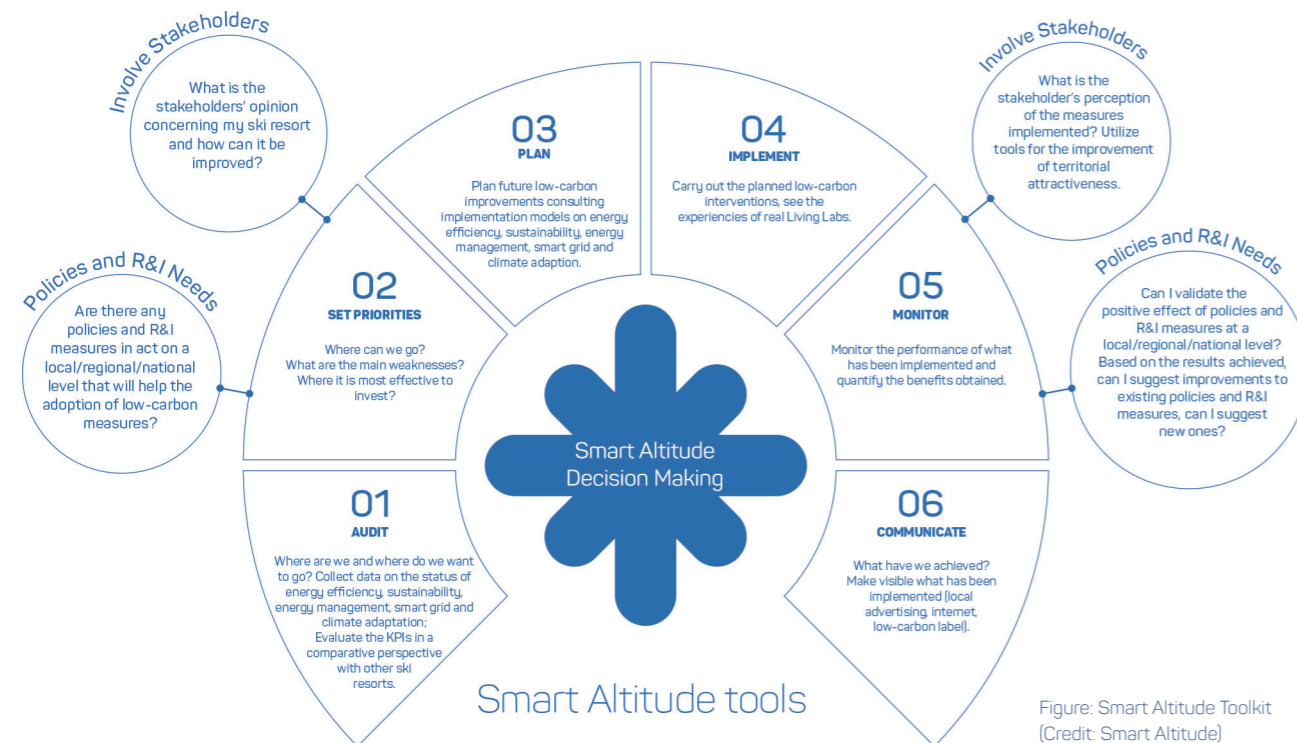 Involve Stakeholders
What is the
stakeholders' opinion
concerning my ski resort
and how can it be
improved?
Policies and R&I Needs
Are there any
policies and R&I
measures in act on a
local/regional/national
level that will help the
adoption of low-carbon
measures?
01
AUDIT
Where are we and where do we want
to go? Collect data on the status of
energy efficiency, sustainability,
energy management, smart grid and
climate adaptation;
Evaluate the KPIs in a
comparative perspective
with other ski
resorts.
02
SET PRIORITIES
Where can we go?
What are the main weaknesses?
Where it is most effective to
invest?
03
PLAN
Plan future low-carbon
improvements consulting
implementation models on energy
efficiency, sustainability, energy
management, smart grid and
climate adaption.
04
IMPLEMENT
Carry out the planned low-carbon
interventions, see the
experiencies of real Living Labs.
05
MONITOR
Monitor the performance of what
has been implemented and
quantify the benefits obtained.
06
COMMUNICATE
What have we achieved?
Make visible what has been
implemented (local
advertising, internet,
low-carbon label).
Involve Stakeholders
What is the
stakeholder's perception
of the measures
implemented? Utilize
tools for the improvement
of territorial
attractiveness.
Policies and R&I Needs
Can I validate the
positive effect of policies and
R&I measures at a
local/regional/national level?
Based on the results achieved,
can I suggest improvements to
existing policies and R&I
measures, can I suggest
new ones?
Smart Altitude
Decision Making
Smart Altitude tools
Figure: Smart Altitude Toolkit
(Credit: Smart Altitude)